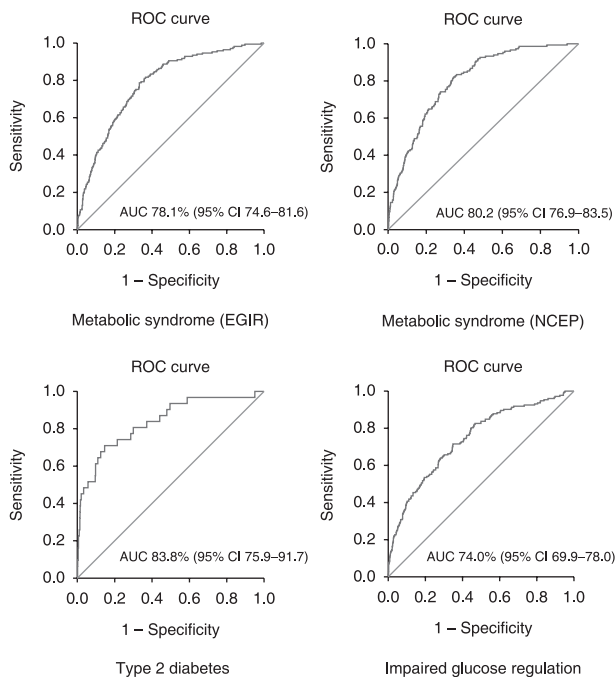 ROC curve
1.0
0.8
0.6
0.4
0.2
0.0
Sensitivity
AUC 78.1% (95% CI 74.6–81.6)
0.0 0.2 0.4 0.6 0.8 1.0
1 – Specificity
Metabolic syndrome (EGIR)
ROC curve
1.0
0.8
0.6
0.4
0.2
0.0
Sensitivity
AUC 80.2 (95% CI 76.9–83.5)
0.0 0.2 0.4 0.6 0.8 1.0
1 – Specificity
Metabolic syndrome (NCEP)
ROC curve
1.0
0.8
0.6
0.4
0.2
0.0
Sensitivity
AUC 83.8% (95% CI 75.9–91.7)
0.0 0.2 0.4 0.6 0.8 1.0
1 – Specificity
Type 2 diabetes
ROC curve
1.0
0.8
0.6
0.4
0.2
0.0
Sensitivity
AUC 74.0% (95% CI 69.9–78.0)
0.0 0.2 0.4 0.6 0.8 1.0
1 – Specificity
Impaired glucose regulation